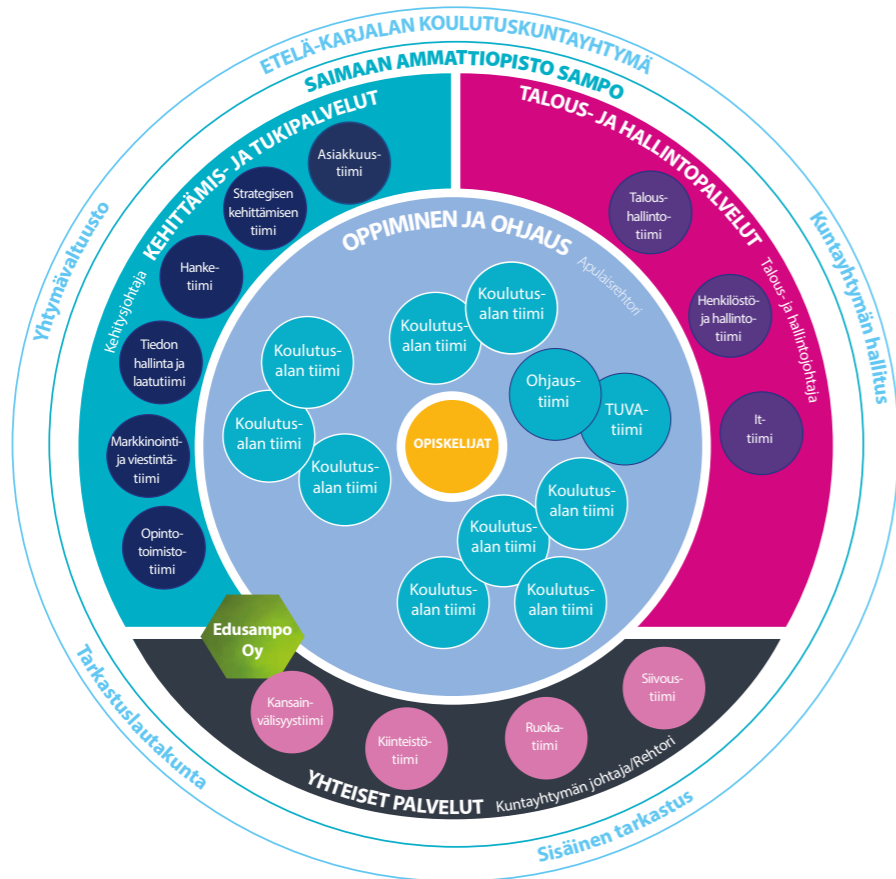 ETELÄ-KARJALAN KOULUTUSKUNTAYHTYMÄ
SAIMAAN AMMATTIOPISTO SAMPO
Yhtymävaltuusto
Kuntayhtymän hallitus
Tarkastuslautakunta
Sisäinen tarkastus
KEHITTÄMIS- JA TUKIPALVELUT
Kehitysjohtaja
Asiakkuus-
tiimi
Strategisen
kehittämisen
tiimi
Hanke-
tiimi
Tiedon
hallinta ja
laatutiimi
Markkinointi-
ja viestintä-
tiimi
Opinto-
toimisto-
tiimi
TALOUS- JA HALLINTOPALVELUT
Talous- ja hallintojohtaja
Talous-
hallinto-
tiimi
Henkilöstö-
ja hallinto-
tiimi
It-
tiimi
OPPIMINEN JA OHJAUS
Apulaisrehtori
Koulutus-
alan tiimi
Koulutus-
alan tiimi
Koulutus-
alan tiimi
Koulutus-
alan tiimi
Koulutus-
alan tiimi
Ohjaus-
tiimi
TUVA-
tiimi
OPISKELIJAT
Koulutus-
alan tiimi
Koulutus-
alan tiimi
Koulutus-
alan tiimi
Koulutus-
alan tiimi
Edusampo
Oy
Kansain-
välisyystiimi
Kiinteistö-
tiimi
Ruoka-
tiimi
Siivous-
tiimi
YHTEISET PALVELUT
Kuntayhtymän johtaja/Rehtori